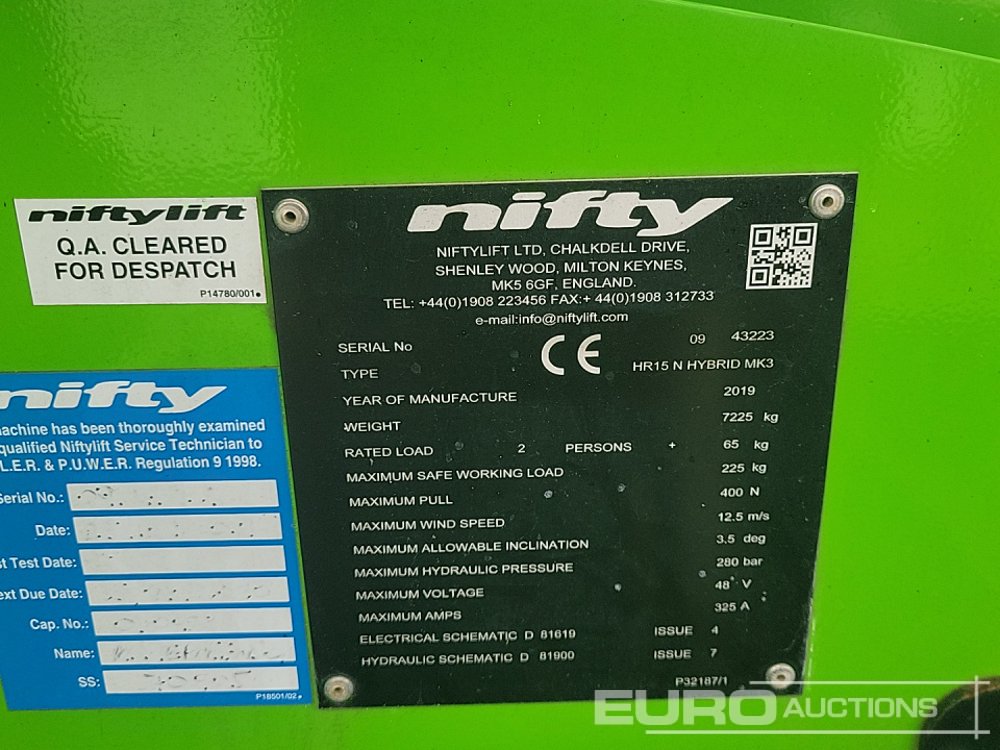 niftylift
Q.A. CLEARED
FOR DESPATCH
P14780/001
nifty
NIFTYLIFT LTD, CHALKDELL DRIVE,
SHENLEY WOOD, MILTON KEYNES,
MK5 6GF, ENGLAND.
TEL: +44(0)1908 223456 FAX:+ 44(0)1908 312733
e-mail:info@niftylift.com
CE
SERIAL No 09 43223
TYPE HR15 N HYBRID MK3
YEAR OF MANUFACTURE 2019
WEIGHT 7225 kg
RATED LOAD 2 PERSONS + 65 kg
MAXIMUM SAFE WORKING LOAD 225 kg
MAXIMUM PULL 400 N
MAXIMUM WIND SPEED 12.5 m/s
MAXIMUM ALLOWABLE INCLINATION 3.5 deg
MAXIMUM HYDRAULIC PRESSURE 280 bar
MAXIMUM VOLTAGE 48 V
MAXIMUM AMPS 325 A
ELECTRICAL SCHEMATIC D 81619 ISSUE 4
HYDRAULIC SCHEMATIC D 81900 ISSUE 7
P32187/1
nifty
machine has been thoroughly examined
qualified Niftylift Service Technician to
L.E.R. & P.U.W.E.R. Regulation 9 1998.
Serial No.:
Date:
st Test Date:
ext Due Date:
Cap. No.:
Name:
SS:
P18501/02
EURO AUCTIONS